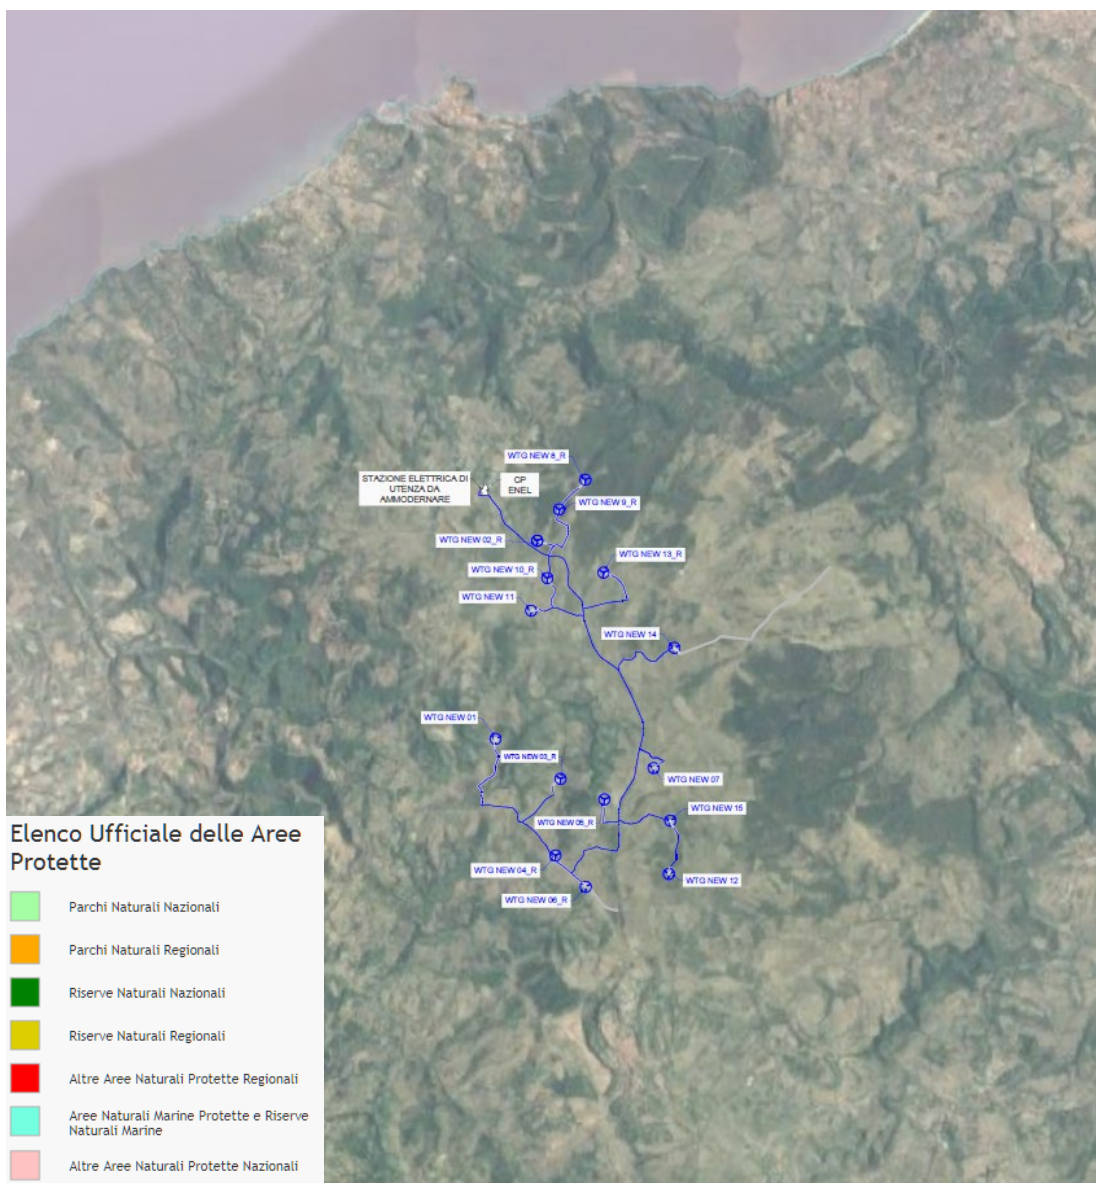 WTG NEW 8_R
STAZIONE ELETTRICA DI
UTENZA DA
AMMODERNARE
CP
ENEL
WTG NEW 9_R
WTG NEW 02_R
WTG NEW 13_R
WTG NEW 10_R
WTG NEW 11
WTG NEW 14
WTG NEW 01
WTG NEW 03_R
WTG NEW 07
WTG NEW 15
WTG NEW 05_R
WTG NEW 04_R
WTG NEW 12
WTG NEW 06_R
Elenco Ufficiale delle Aree
Protette
Parchi Naturali Nazionali
Parchi Naturali Regionali
Riserve Naturali Nazionali
Riserve Naturali Regionali
Altre Aree Naturali Protette Regionali
Aree Naturali Marine Protette e Riserve
Naturali Marine
Altre Aree Naturali Protette Nazionali